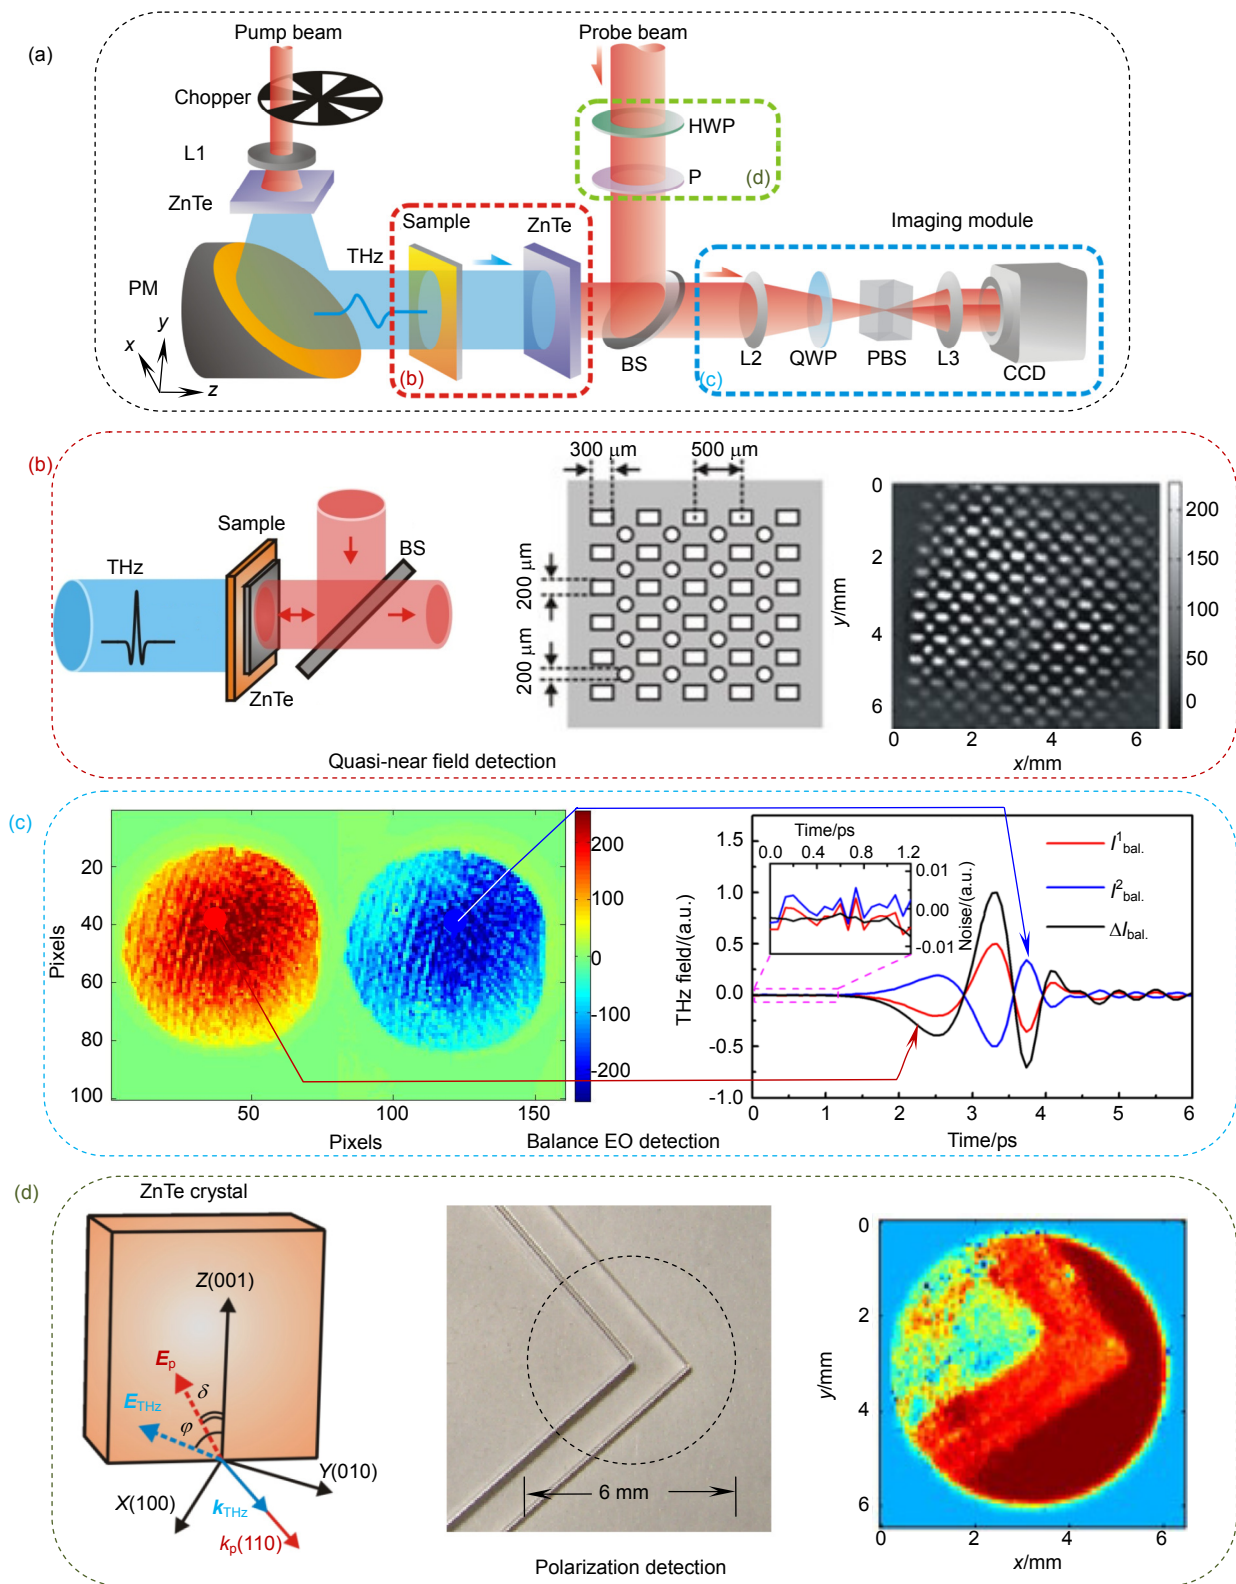 (a)
Pump beam
Probe beam
Chopper
HWP
L1
P
(d)
ZnTe
Sample
ZnTe
Imaging module
THz
PM
y
x
z
(b)
BS
(c)
L2
QWP
PBS
L3
CCD
(b)
300 μm
500 μm
Sample
BS
THz
ZnTe
200 μm
200 μm
0
2
4
6
y/mm
0
2
4
6
x/mm
200
150
100
50
0
Quasi-near field detection
(c)
20
40
60
80
100
Pixels
50
100
150
Pixels
200
100
0
-100
-200
Balance EO detection
1.5
1.0
0.5
0.0
-0.5
-1.0
THz field/(a.u.)
Time/ps
0.0 0.4 0.8 1.2
0.01
0.00
-0.01
Noise/(a.u.)
I¹bal.
I²bal.
ΔIbal.
0 1 2 3 4 5 6
Time/ps
(d)
ZnTe crystal
Z(001)
Ep
δ
ETHz
φ
Y(010)
X(100)
kTHz
kp(110)
6 mm
Polarization detection
0
2
4
6
y/mm
0
2
4
6
x/mm